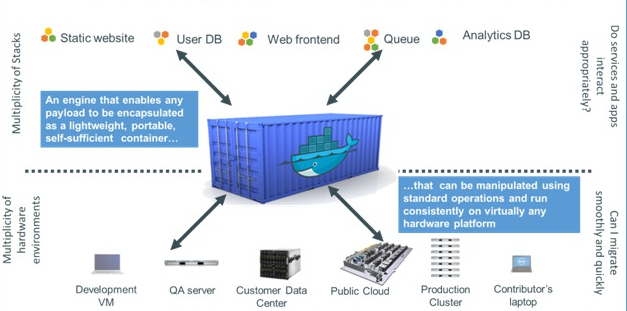 Static website
User DB
Web frontend
Queue
Analytics DB
Multiplicity of Stacks
Do services and apps
interact
appropriately?
An engine that enables any
payload to be encapsulated
as a lightweight, portable,
self-sufficient container…
…that can be manipulated using
standard operations and run
consistently on virtually any
hardware platform
Multiplicity of
hardware
environments
Can I migrate
smoothly and quickly
Development
VM
QA server
Customer Data
Center
Public Cloud
Production
Cluster
Contributor's
laptop